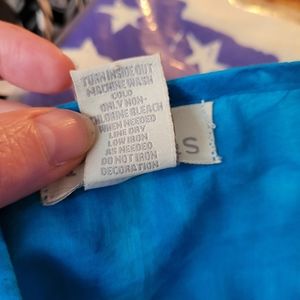 TURN INSIDE OUT
MACHINE WASH
COLD
ONLY NON-
CHLORINE BLEACH
WHEN NEEDED
LINE DRY
LOW IRON
AS NEEDED
DO NOT IRON
DECORATION
S